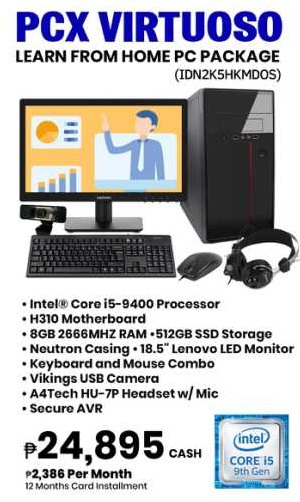 PCX VIRTUOSO
LEARN FROM HOME PC PACKAGE
(IDN2K5HKMDOS)
• Intel® Core i5-9400 Processor
• H310 Motherboard
• 8GB 2666MHZ RAM • 512GB SSD Storage
• Neutron Casing • 18.5" Lenovo LED Monitor
• Keyboard and Mouse Combo
• Vikings USB Camera
• A4Tech HU-7P Headset w/ Mic
• Secure AVR
₱24,895 CASH
₱2,386 Per Month
12 Months Card Installment
intel
CORE i5
9th Gen